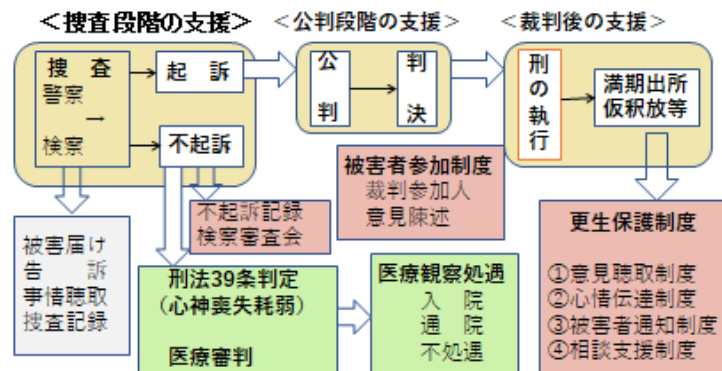 ＜捜査段階の支援＞
＜公判段階の支援＞
＜裁判後の支援＞
捜　査
警察
→
検察
起　訴
不起訴
公判
判決
刑の執行
満期出所
仮釈放等
被害届け
告　訴
事情聴取
捜査記録
不起訴記録
検察審査会
被害者参加制度
裁判参加人
意見陳述
刑法39条判定
（心神喪失耗弱）
医療審判
医療観察処遇
入　院
通　院
不処遇
更生保護制度
①意見聴取制度
②心情伝達制度
③被害者通知制度
④相談支援制度